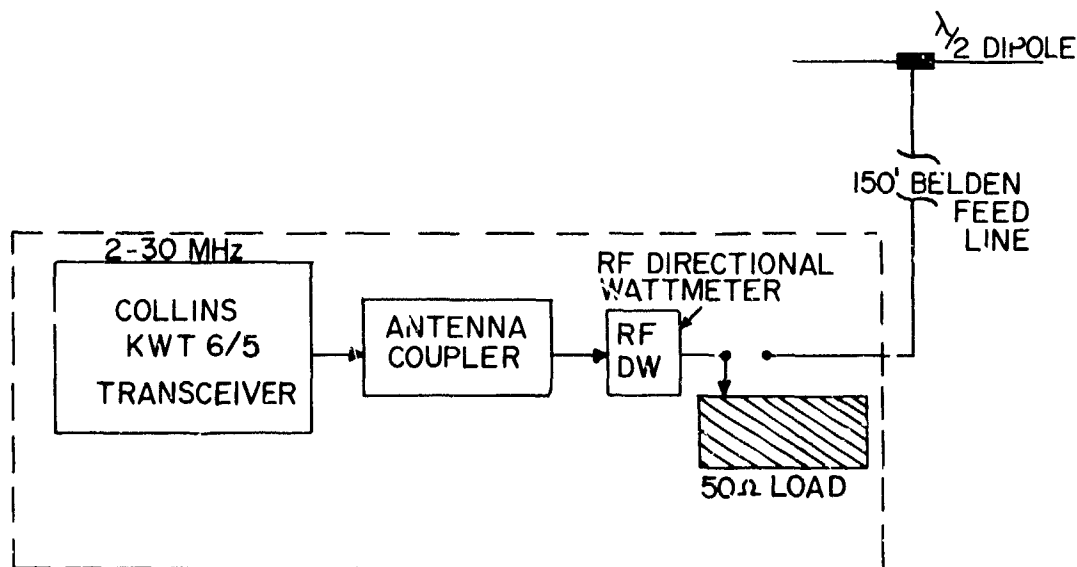 λ/2 DIPOLE
150' BELDEN
FEED
LINE
2-30 MHz
COLLINS
KWT 6/5
TRANSCEIVER
ANTENNA
COUPLER
RF DIRECTIONAL
WATTMETER
RF
DW
50Ω LOAD